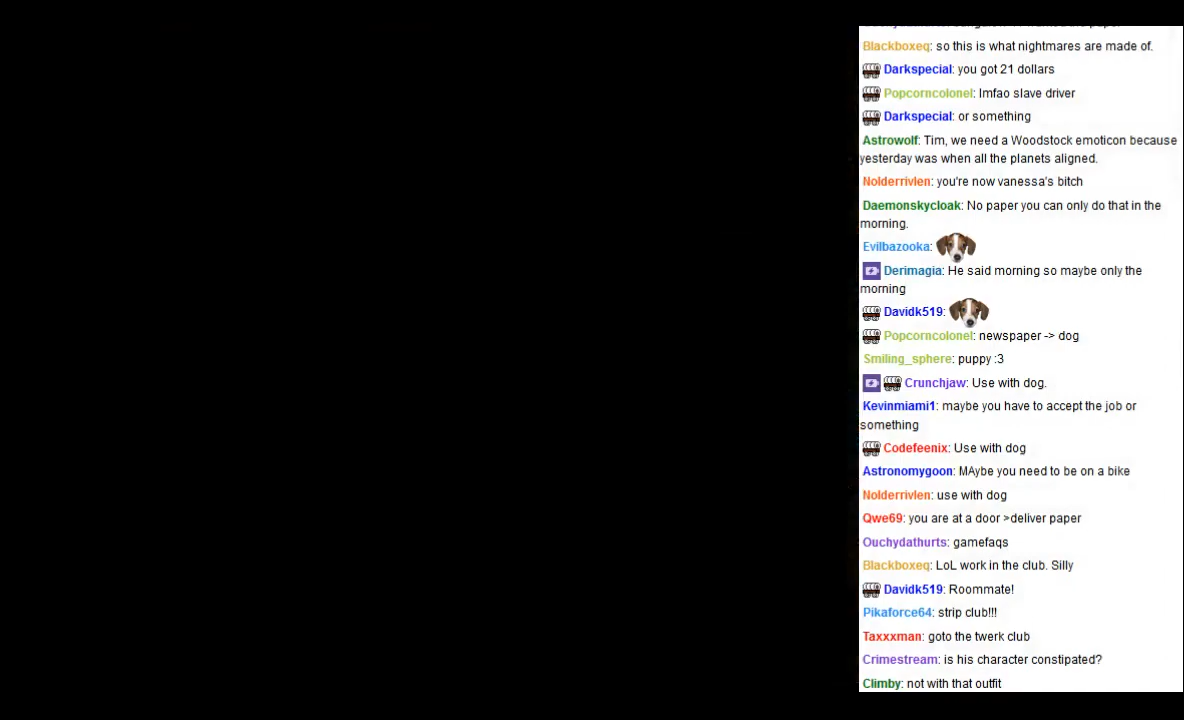 Blackboxeq: so this is what nightmares are made of.
Darkspecial: you got 21 dollars
Popcorncolonel: lmfao slave driver
Darkspecial: or something
Astrowolf: Tim, we need a Woodstock emoticon because
yesterday was when all the planets aligned.
Nolderrivlen: you're now vanessa's bitch
Daemonskycloak: No paper you can only do that in the
morning.
Evilbazooka:
Derimagia: He said morning so maybe only the
morning
Davidk519:
Popcorncolonel: newspaper -> dog
Smiling_sphere: puppy :3
Crunchjaw: Use with dog.
Kevinmiami1: maybe you have to accept the job or
something
Codefeenix: Use with dog
Astronomygoon: MAybe you need to be on a bike
Nolderrivlen: use with dog
Qwe69: you are at a door >deliver paper
Ouchydathurts: gamefaqs
Blackboxeq: LoL work in the club. Silly
Davidk519: Roommate!
Pikaforce64: strip club!!!
Taxxxman: goto the twerk club
Crimestream: is his character constipated?
Climby: not with that outfit